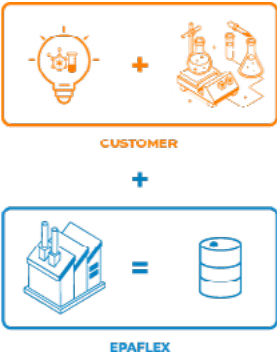 +
CUSTOMER
+
=
EPAFLEX